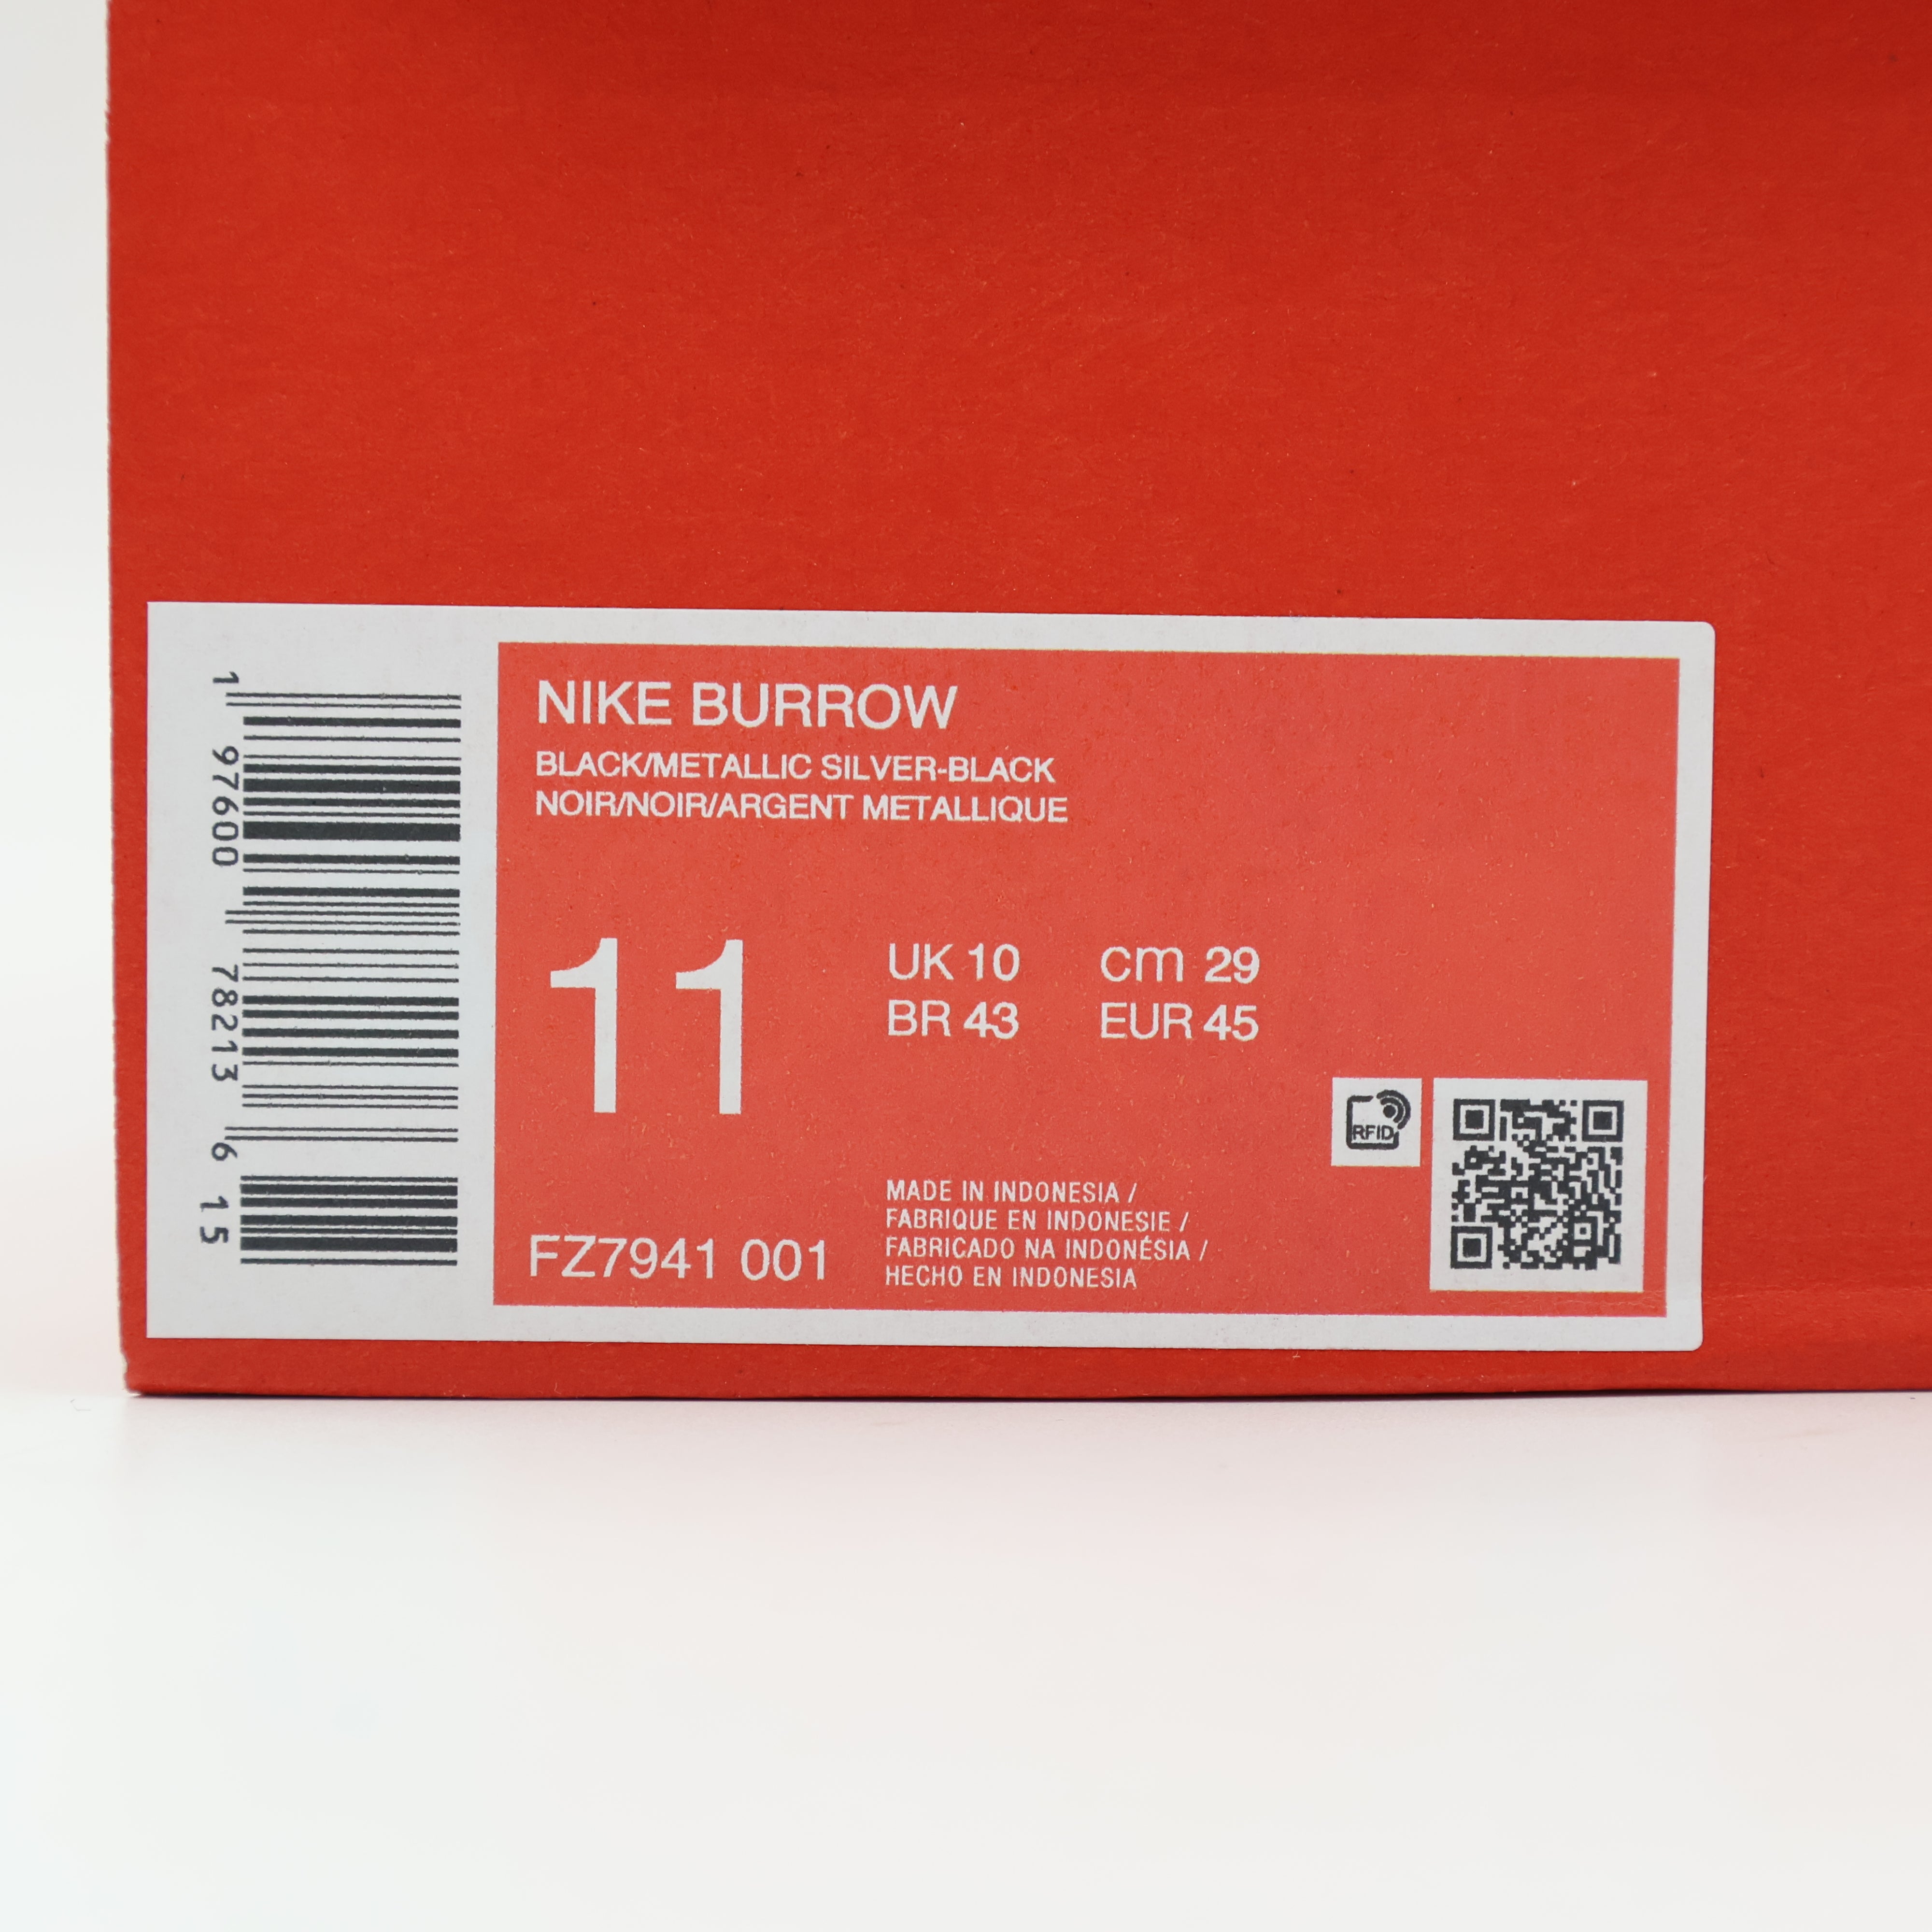 1 97600 78213 6 15
NIKE BURROW
BLACK/METALLIC SILVER-BLACK
NOIR/NOIR/ARGENT METALLIQUE
11
UK 10 cm 29
BR 43 EUR 45
RFID
MADE IN INDONESIA /
FABRIQUE EN INDONESIE /
FABRICADO NA INDONÉSIA /
HECHO EN INDONESIA
FZ7941 001